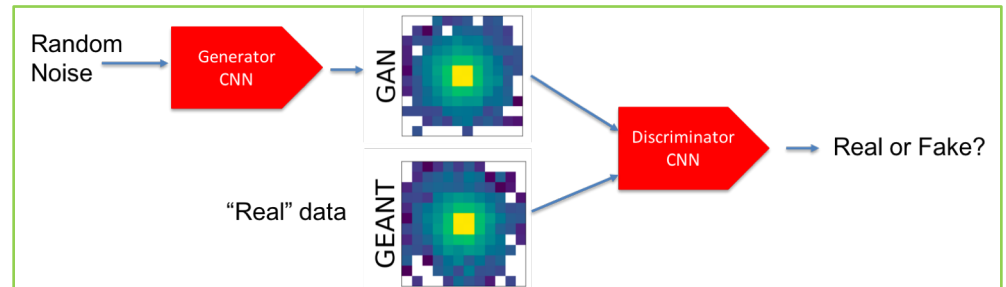 Random
Noise
Generator
CNN
GAN
Discriminator
CNN
Real or Fake?
“Real” data
GEANT